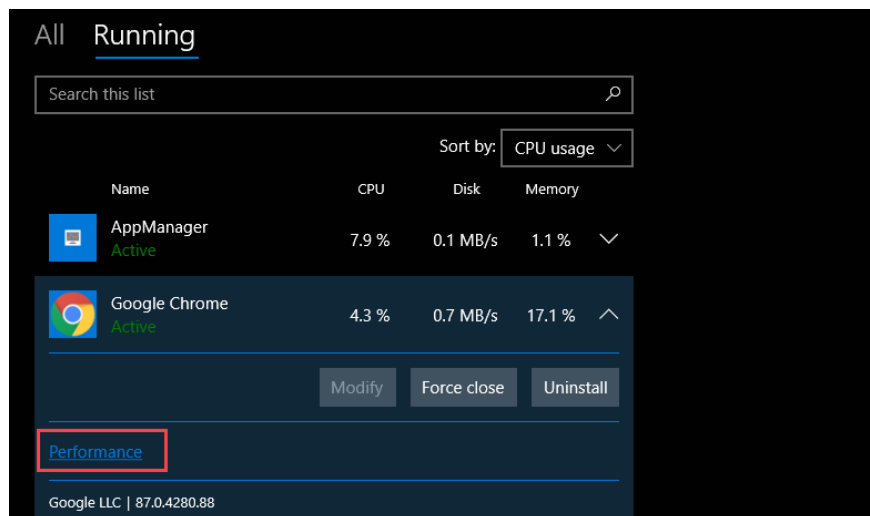 All Running
Search this list
Sort by: CPU usage
Name CPU Disk Memory
AppManager
Active
7.9 % 0.1 MB/s 1.1 %
Google Chrome
Active
4.3 % 0.7 MB/s 17.1 %
Modify Force close Uninstall
Performance
Google LLC | 87.0.4280.88